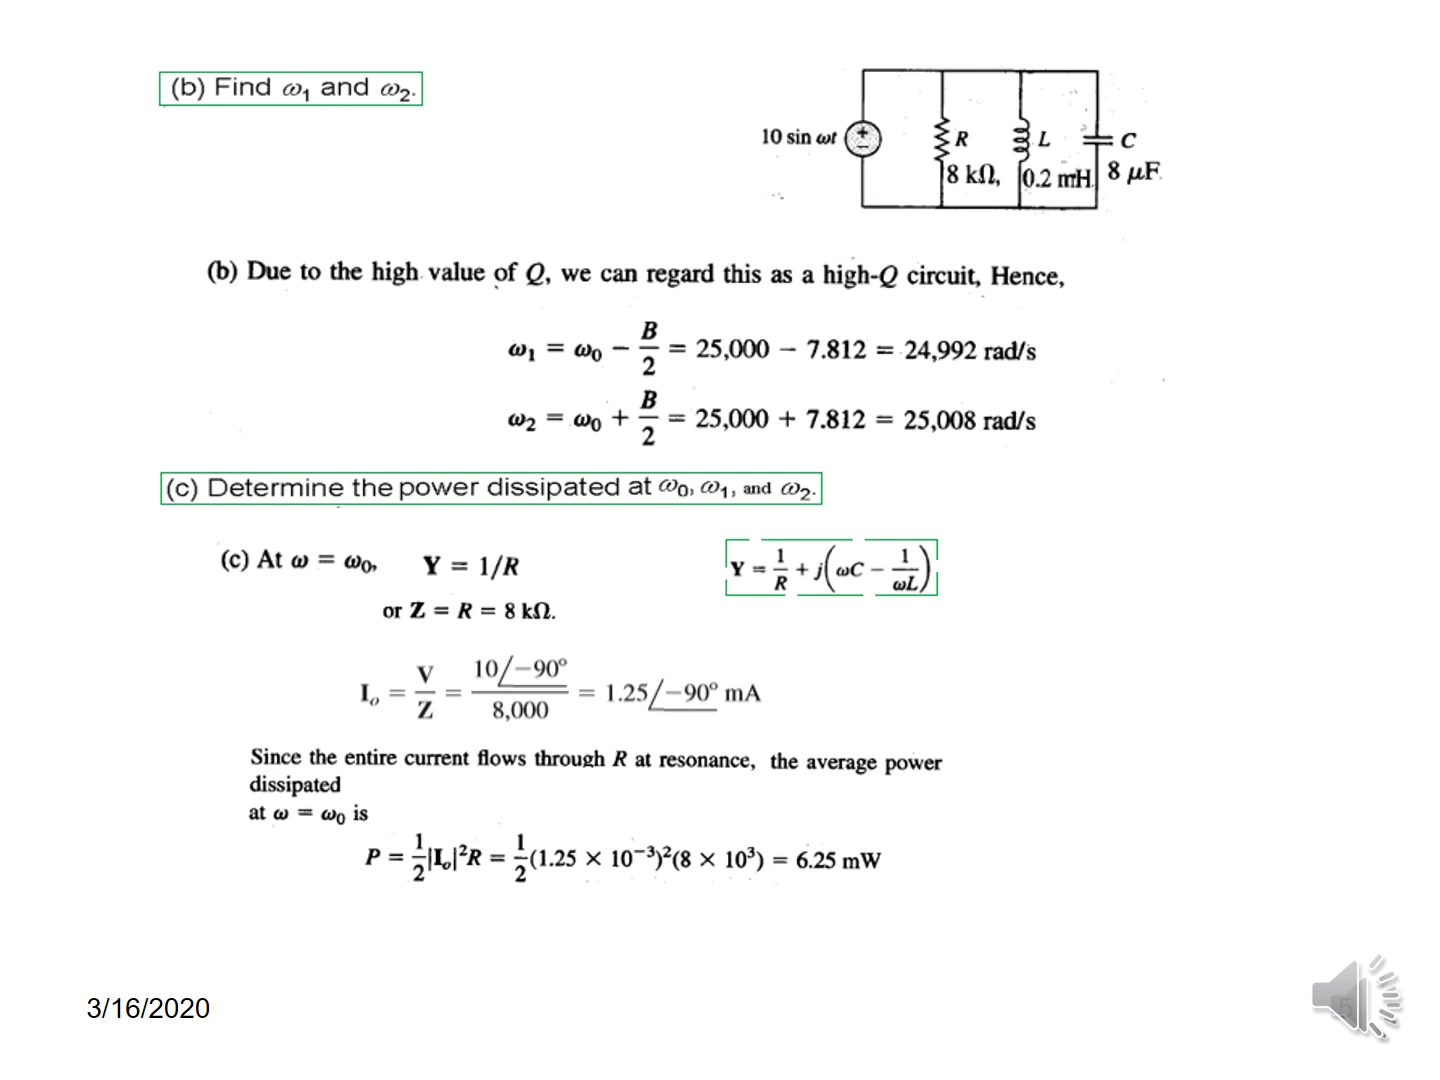 (b) Find ω₁ and ω₂.
10 sin ωt
+
−
R
8 kΩ,
L
0.2 mH
C
8 μF
(b) Due to the high value of Q, we can regard this as a high-Q circuit, Hence,
ω₁ = ω₀ − B/2 = 25,000 − 7.812 = 24,992 rad/s
ω₂ = ω₀ + B/2 = 25,000 + 7.812 = 25,008 rad/s
(c) Determine the power dissipated at ω₀, ω₁, and ω₂.
(c) At ω = ω₀, Y = 1/R
Y = 1/R + j(ωC − 1/ωL)
or Z = R = 8 kΩ.
Iₒ = V/Z = 10/−90° / 8,000 = 1.25/−90° mA
Since the entire current flows through R at resonance, the average power
dissipated
at ω = ω₀ is
P = 1/2|Iₒ|²R = 1/2(1.25 × 10⁻³)²(8 × 10³) = 6.25 mW
3/16/2020
5